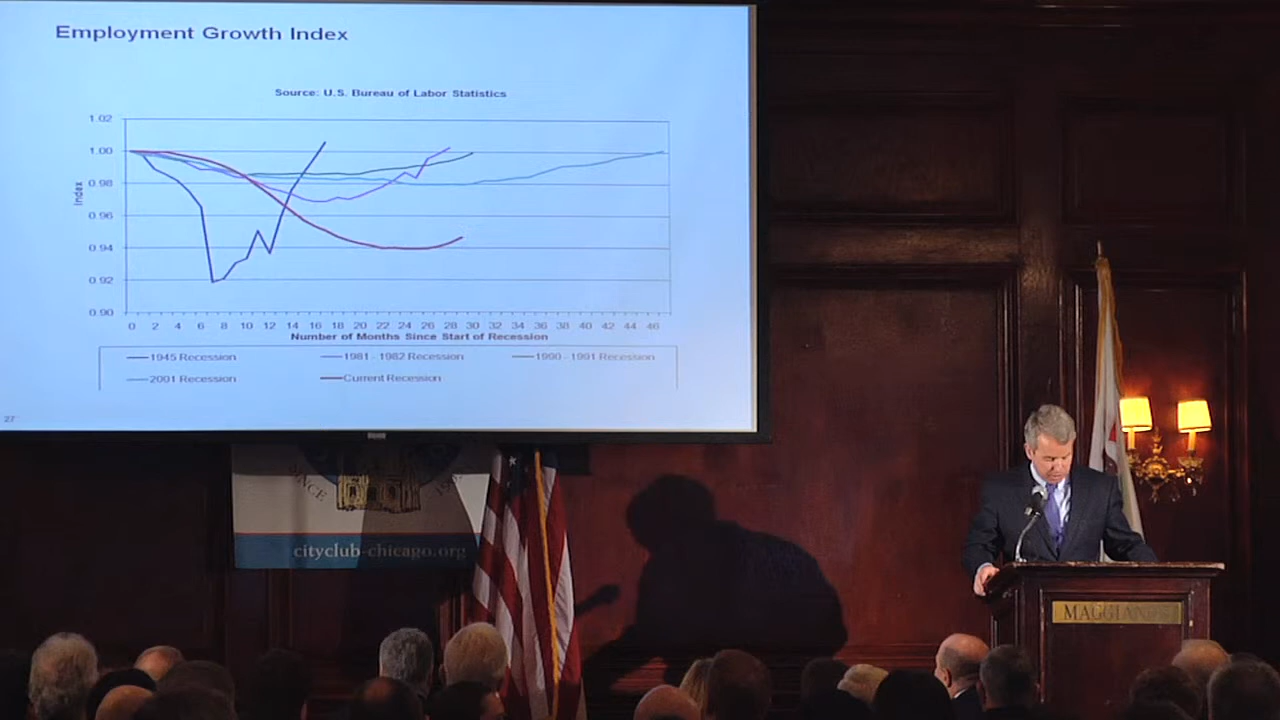 Employment Growth Index
Source: U.S. Bureau of Labor Statistics
1.02
1.00
0.98
0.96
0.94
0.92
0.90
Index
0 2 4 6 8 10 12 14 16 18 20 22 24 26 28 30 32 34 36 38 40 42 44 46
Number of Months Since Start of Recession
1945 Recession 1981 - 1982 Recession 1990 - 1991 Recession
2001 Recession Current Recession
27
SINCE
cityclub-chicago.org
MAGGIANO'S